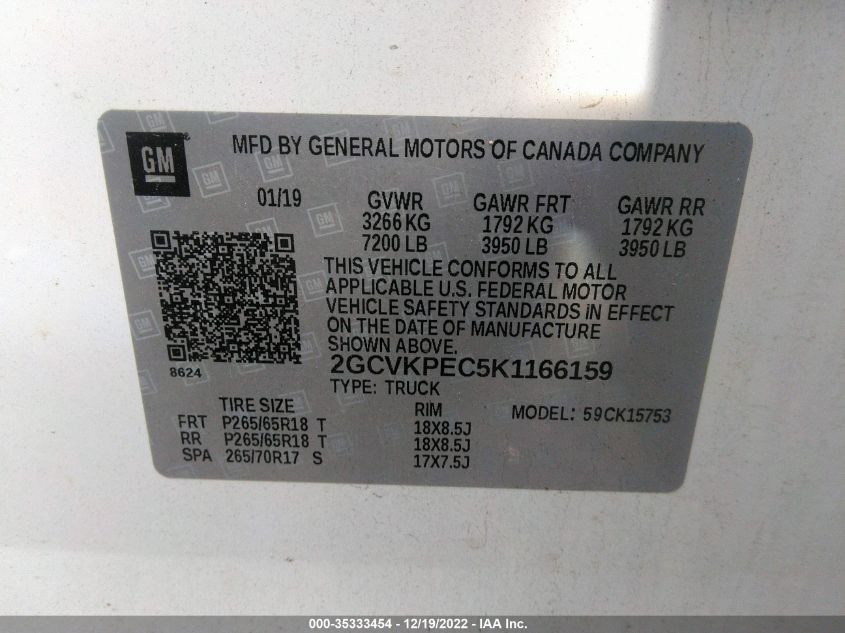 GM
MFD BY GENERAL MOTORS OF CANADA COMPANY
01/19 GVWR GAWR FRT GAWR RR
3266 KG 1792 KG 1792 KG
7200 LB 3950 LB 3950 LB
THIS VEHICLE CONFORMS TO ALL
APPLICABLE U.S. FEDERAL MOTOR
VEHICLE SAFETY STANDARDS IN EFFECT
ON THE DATE OF MANUFACTURE
SHOWN ABOVE.
8624
2GCVKPEC5K1166159
TYPE: TRUCK
TIRE SIZE RIM MODEL: 59CK15753
FRT P265/65R18 T 18X8.5J
RR P265/65R18 T 18X8.5J
SPA 265/70R17 S 17X7.5J
000-35333454 / 12/19/2022 - IAA Inc.